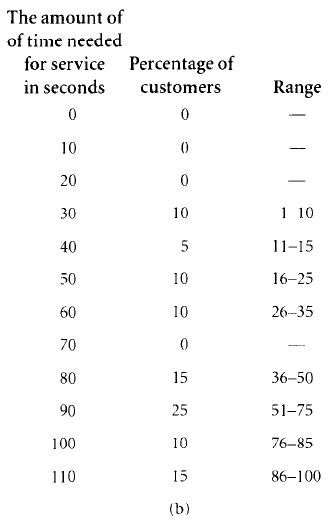 The amount of
of time needed
for service Percentage of
in seconds customers Range
0 0 —
10 0 —
20 0 —
30 10 1 10
40 5 11–15
50 10 16–25
60 10 26–35
70 0 —
80 15 36–50
90 25 51–75
100 10 76–85
110 15 86–100
(b)